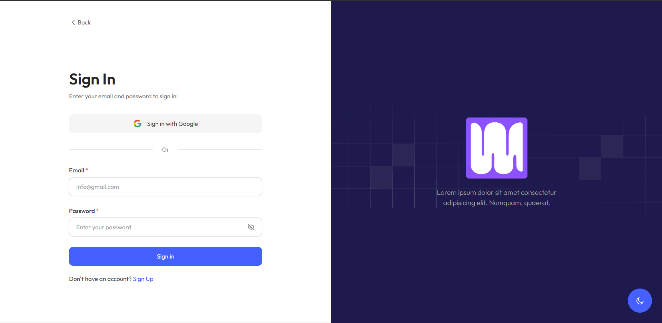 Back
Sign In
Enter your email and password to sign in!
Sign in with Google
Or
Email *
info@gmail.com
Password *
Enter your password
Sign in
Don't have an account? Sign Up
Lorem ipsum dolor sit amet consectetur
adipisicing elit. Numquam, quaerat.